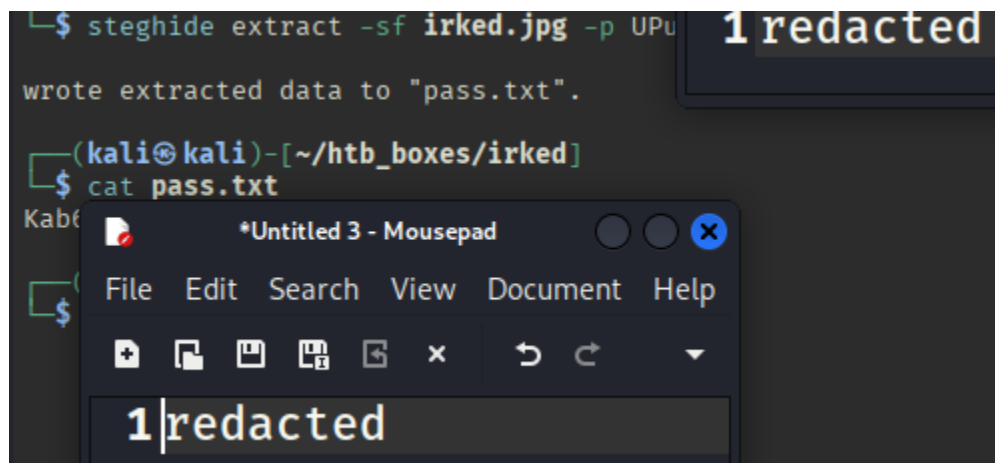 └─$ steghide extract -sf irked.jpg -p UPu
1 redacted
wrote extracted data to "pass.txt".
┌──(kali㉿kali)-[~/htb_boxes/irked]
└─$ cat pass.txt
*Untitled 3 - Mousepad
File Edit Search View Document Help
$
1 redacted